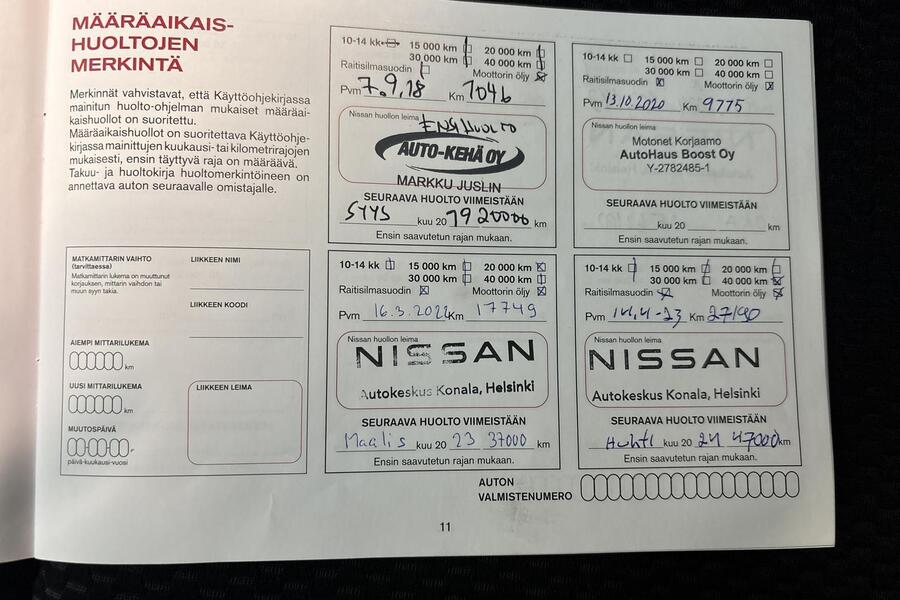 MÄÄRÄAIKAIS-
HUOLTOJEN
MERKINTÄ
Merkinnät vahvistavat, että Käyttöohjekirjassa
mainitun huolto-ohjelman mukaiset määräai-
kaishuollot on suoritettu.
Määräaikaishuollot on suoritettava Käyttöohje-
kirjassa mainittujen kuukausi- tai kilometrirajojen
mukaisesti, ensin täyttyvä raja on määräävä.
Takuu- ja huoltokirja huoltomerkintöineen on
annettava auton seuraavalle omistajalle.
MATKAMITTARIN VAIHTO
(tarvittaessa)
Matkamittarin lukema on muuttunut
korjauksen, mittarin vaihdon tai
muun syyn takia.
AIEMPI MITTARILUKEMA
km
UUSI MITTARILUKEMA
km
MUUTOSPÄIVÄ
päivä-kuukausi-vuosi
LIIKKEEN NIMI
LIIKKEEN KOODI
LIIKKEEN LEIMA
10-14 kk 15 000 km 20 000 km
30 000 km 40 000 km
Raitisilmasuodin Moottorin öljy
Pvm 7.9.18 Km 7046
Nissan huollon leima
ENG HUOLTO
AUTO-KEHÄ OY
MARKKU JUSLIN
SEURAAVA HUOLTO VIIMEISTÄÄN
SYYS kuu 2019 20000 km
Ensin saavutetun rajan mukaan.
10-14 kk 15 000 km 20 000 km
30 000 km 40 000 km
Raitisilmasuodin Moottorin öljy
Pvm 13.10.2020 Km 9775
Nissan huollon leima
Motonet Korjaamo
AutoHaus Boost Oy
Y-2782485-1
SEURAAVA HUOLTO VIIMEISTÄÄN
kuu 20 km
Ensin saavutetun rajan mukaan.
10-14 kk 15 000 km 20 000 km
30 000 km 40 000 km
Raitisilmasuodin Moottorin öljy
Pvm 16.3.2022 Km 17749
Nissan huollon leima
NISSAN
Autokeskus Konala, Helsinki
SEURAAVA HUOLTO VIIMEISTÄÄN
Maalis kuu 20 23 37000 km
Ensin saavutetun rajan mukaan.
10-14 kk 15 000 km 20 000 km
30 000 km 40 000 km
Raitisilmasuodin Moottorin öljy
Pvm 14.4-23 Km 27190
Nissan huollon leima
NISSAN
Autokeskus Konala, Helsinki
SEURAAVA HUOLTO VIIMEISTÄÄN
Huhti kuu 20 24 47000 km
Ensin saavutetun rajan mukaan.
AUTON
VALMISTENUMERO
11